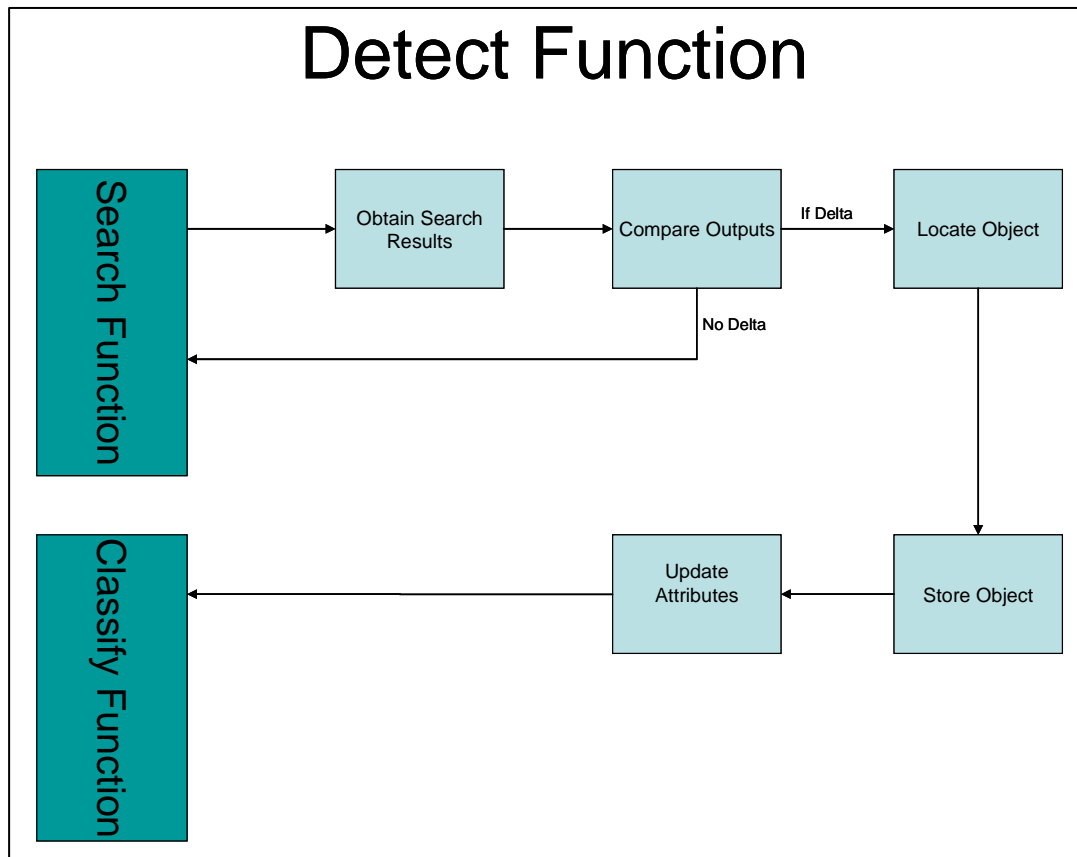 Detect Function
Search Function
Obtain Search
Results
Compare Outputs
If Delta
Locate Object
No Delta
Classify Function
Update
Attributes
Store Object